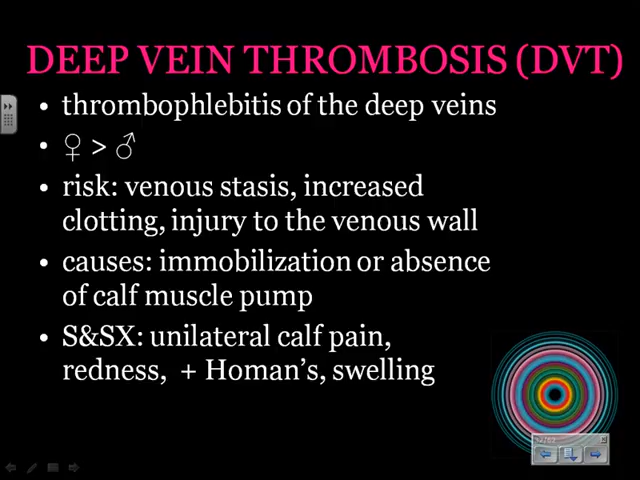 DEEP VEIN THROMBOSIS (DVT)
• thrombophlebitis of the deep veins
• ♀ > ♂
• risk: venous stasis, increased
clotting, injury to the venous wall
• causes: immobilization or absence
of calf muscle pump
• S&SX: unilateral calf pain,
redness, + Homan's, swelling